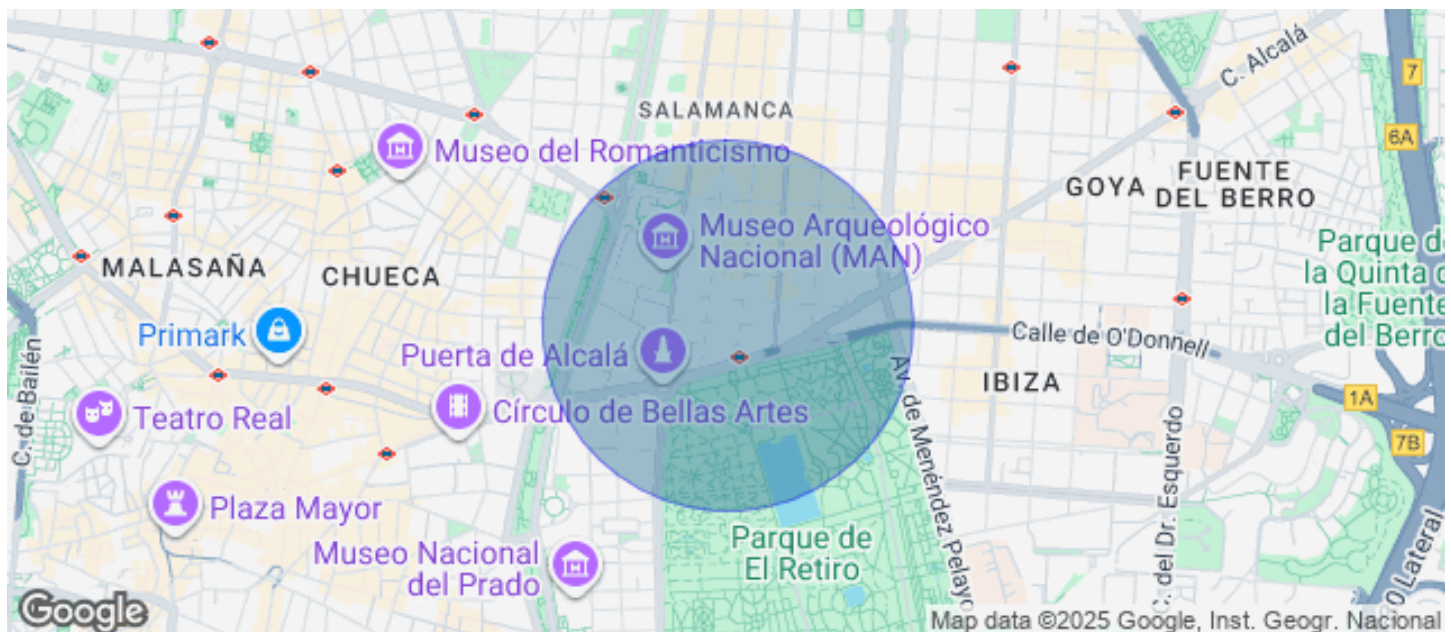 C. Alcalá
7
SALAMANCA
6A
Museo del Romanticismo
FUENTE
DEL BERRO
GOYA
Museo Arqueológico
Nacional (MAN)
MALASAÑA
CHUECA
Parque d
la Quinta
la Fuente
del Berro
Primark
Calle de O'Donnell
Puerta de Alcalá
IBIZA
C. de Bailén
Av. de Menéndez Pelayo
1A
Teatro Real
Círculo de Bellas Artes
7B
C. del Dr. Esquerdo
Plaza Mayor
Parque de
El Retiro
Museo Nacional
del Prado
O Lateral
Google
Map data ©2025 Google, Inst. Geogr. Nacional